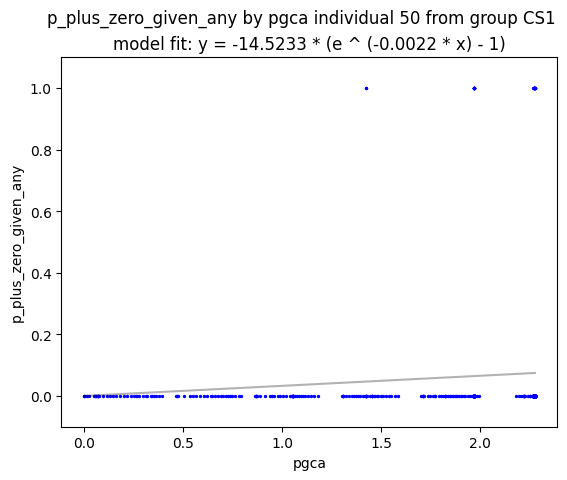 p_plus_zero_given_any by pgca individual 50 from group CS1
model fit: y = -14.5233 * (e ^ (-0.0022 * x) - 1)
1.0
0.8
0.6
0.4
0.2
0.0
p_plus_zero_given_any
0.0 0.5 1.0 1.5 2.0
pgca